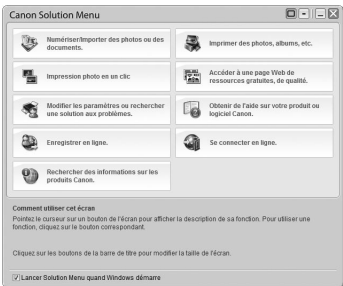 Canon Solution Menu
Numériser/Importer des photos ou des
documents.
Imprimer des photos, albums, etc.
Impression photo en un clic
Accéder à une page Web de
ressources gratuites, de qualité.
Modifier les paramètres ou rechercher
une solution aux problèmes.
Obtenir de l'aide sur votre produit ou
logiciel Canon.
Enregistrer en ligne.
Se connecter en ligne.
Rechercher des informations sur les
produits Canon.
Comment utiliser cet écran
Pointez le curseur sur un bouton de l'écran pour afficher la description de sa fonction. Pour utiliser une
fonction, cliquez sur le bouton correspondant.
Cliquez sur les boutons de la barre de titre pour modifier la taille de l'écran.
Lancer Solution Menu quand Windows démarre